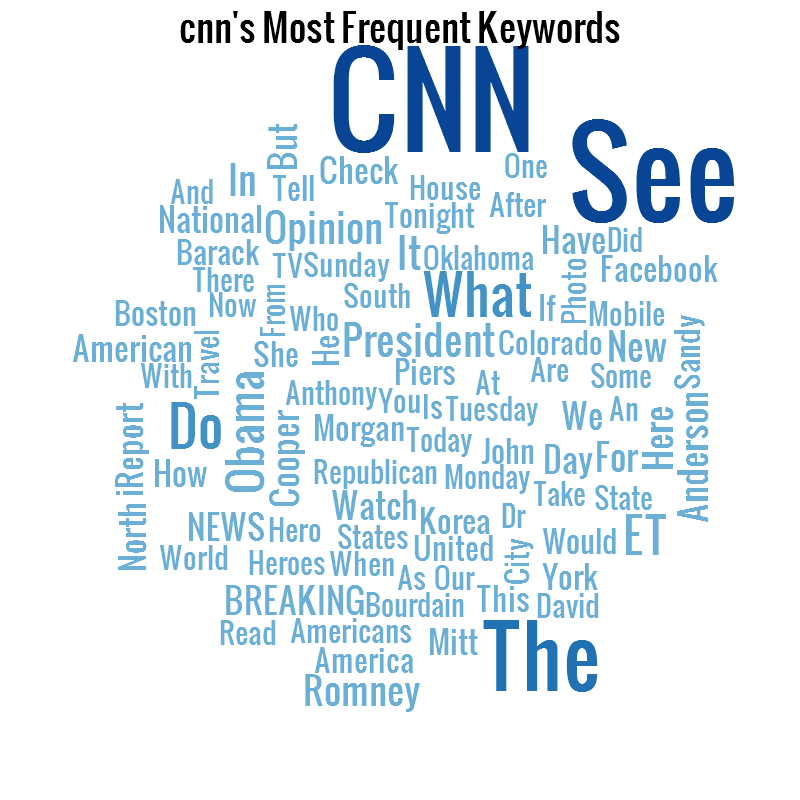 cnn's Most Frequent Keywords
CNN
See
But
One
Check
In
Tell
House
And
After
National
Opinion
Tonight
Have
Did
Barack
It
Oklahoma
TV
Sunday
Facebook
There
Photo
What
South
Now
From
If
Mobile
Boston
Who
President
Colorado
New
Sandy
American
Travel
She
He
With
Piers
At
Are
Some
Anthony
You
Is
Tuesday
We
An
Obama
Do
Morgan
Today
Here
Anderson
iReport
Cooper
John
Day
For
How
Republican
Monday
Take
State
Watch
Korea
Dr
North
NEWS
Hero
States
United
Would
ET
World
Heroes
When
As
Our
City
York
BREAKING
Bourdain
This
David
Read
Americans
Mitt
The
America
Romney